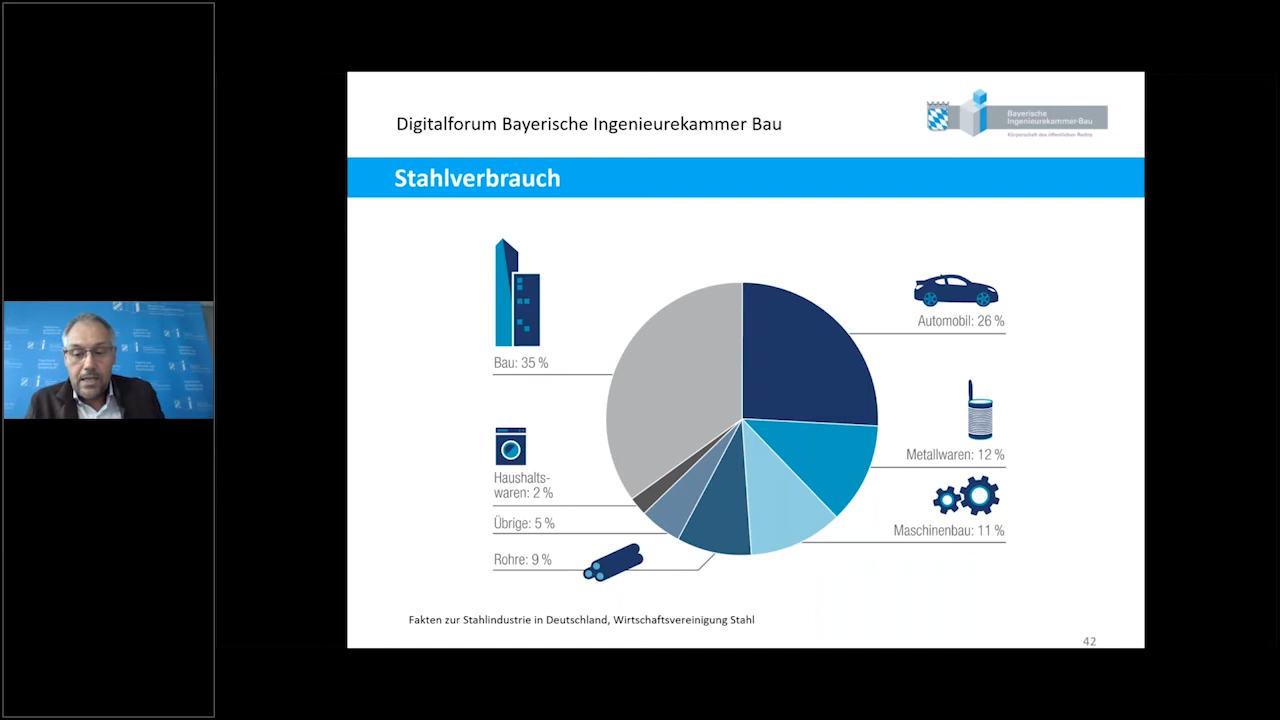 Digitalforum Bayerische Ingenieurekammer Bau
Bayerische
Ingenieurekammer-Bau
Körperschaft des öffentlichen Rechts
Stahlverbrauch
Bau: 35 %
Automobil: 26 %
Metallwaren: 12 %
Haushalts-
waren: 2 %
Übrige: 5 %
Maschinenbau: 11 %
Rohre: 9 %
Fakten zur Stahlindustrie in Deutschland, Wirtschaftsvereinigung Stahl
42